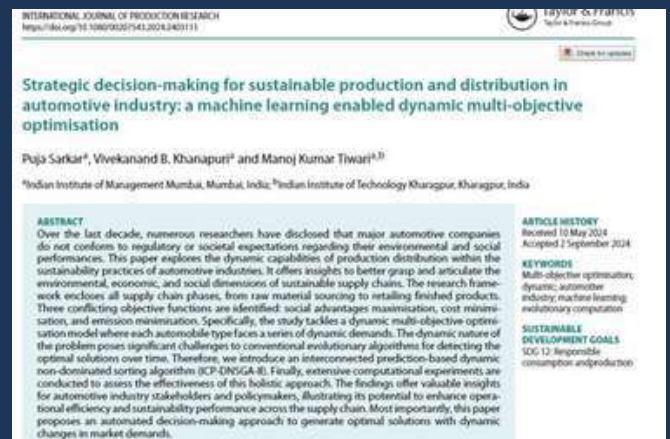 INTERNATIONAL JOURNAL OF PRODUCTION RESEARCH
https://doi.org/10.1080/00207543.2024.2403115
Taylor & Francis
Taylor & Francis Group
Check for updates
Strategic decision-making for sustainable production and distribution in
automotive industry: a machine learning enabled dynamic multi-objective
optimisation
Puja Sarkarᵃ, Vivekanand B. Khanapuriᵃ and Manoj Kumar Tiwariᵃ,ᵇ
ᵃIndian Institute of Management Mumbai, Mumbai, India; ᵇIndian Institute of Technology Kharagpur, Kharagpur, India
ABSTRACT
Over the last decade, numerous researchers have disclosed that major automotive companies
do not conform to regulatory or societal expectations regarding their environmental and social
performances. This paper explores the dynamic capabilities of production distribution within the
sustainability practices of automotive industries. It offers insights to better grasp and articulate the
environmental, economic, and social dimensions of sustainable supply chains. The research frame-
work encloses all supply chain phases, from raw material sourcing to retailing finished products.
Three conflicting objective functions are identified: social advantages maximisation, cost minimi-
sation, and emission minimisation. Specifically, the study tackles a dynamic multi-objective optimi-
sation model where each automobile type faces a series of dynamic demands. The dynamic nature of
the problem poses significant challenges to conventional evolutionary algorithms for detecting the
optimal solutions over time. Therefore, we introduce an interconnected prediction-based dynamic
non-dominated sorting algorithm (ICP-DNSGA-II). Finally, extensive computational experiments are
conducted to assess the effectiveness of this holistic approach. The findings offer valuable insights
for automotive industry stakeholders and policymakers, illustrating its potential to enhance opera-
tional efficiency and sustainability performance across the supply chain. Most importantly, this paper
proposes an automated decision-making approach to generate optimal solutions with dynamic
changes in market demands.
ARTICLE HISTORY
Received 10 May 2024
Accepted 2 September 2024
KEYWORDS
Multi-objective optimisation;
dynamic; automotive
industry; machine learning;
evolutionary computation
SUSTAINABLE
DEVELOPMENT GOALS
SDG 12: Responsible
consumption andproduction